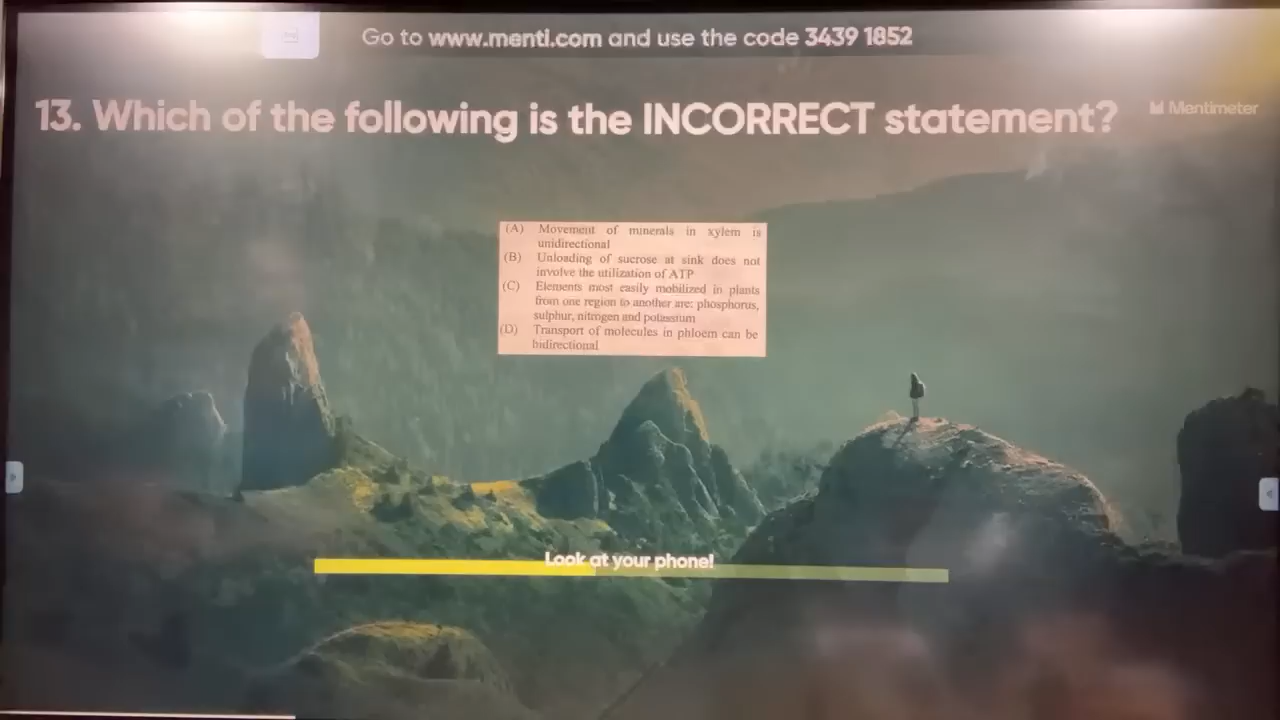 Go to www.menti.com and use the code 3439 1852
13. Which of the following is the INCORRECT statement?
Mentimeter
(A) Movement of minerals in xylem is
unidirectional
(B) Unloading of sucrose at sink does not
involve the utilization of ATP
(C) Elements most easily mobilized in plants
from one region to another are: phosphorus,
sulphur, nitrogen and potassium
(D) Transport of molecules in phloem can be
bidirectional
Look at your phone!